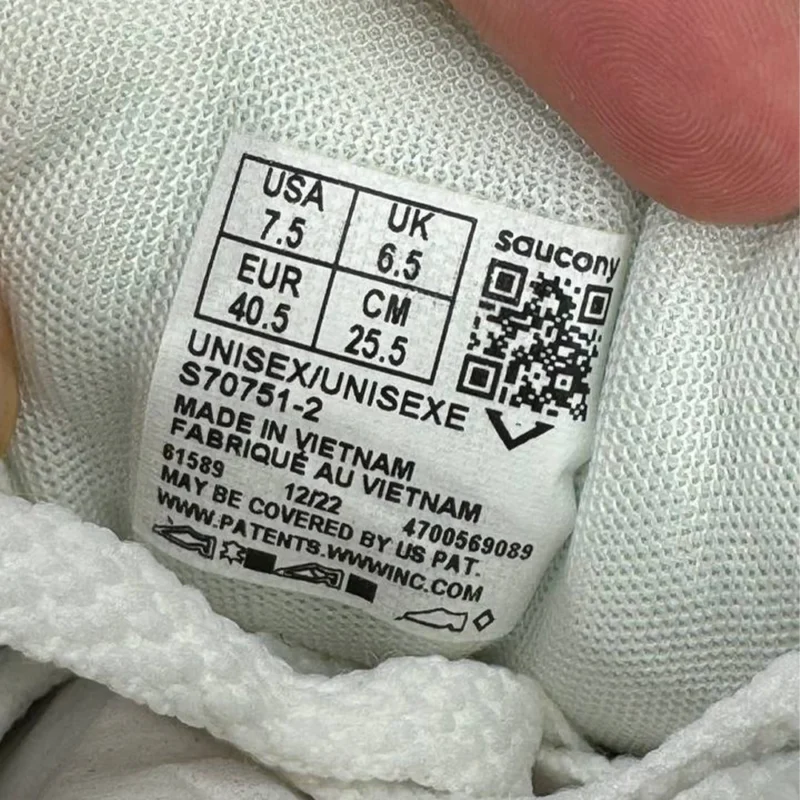 USA UK
7.5 6.5
EUR CM
40.5 25.5
saucony
UNISEX/UNISEXE
S70751-2
MADE IN VIETNAM
FABRIQUÉ AU VIETNAM
61589 12/22 4700569089
MAY BE COVERED BY US PAT.
WWW.PATENTS.WWWINC.COM